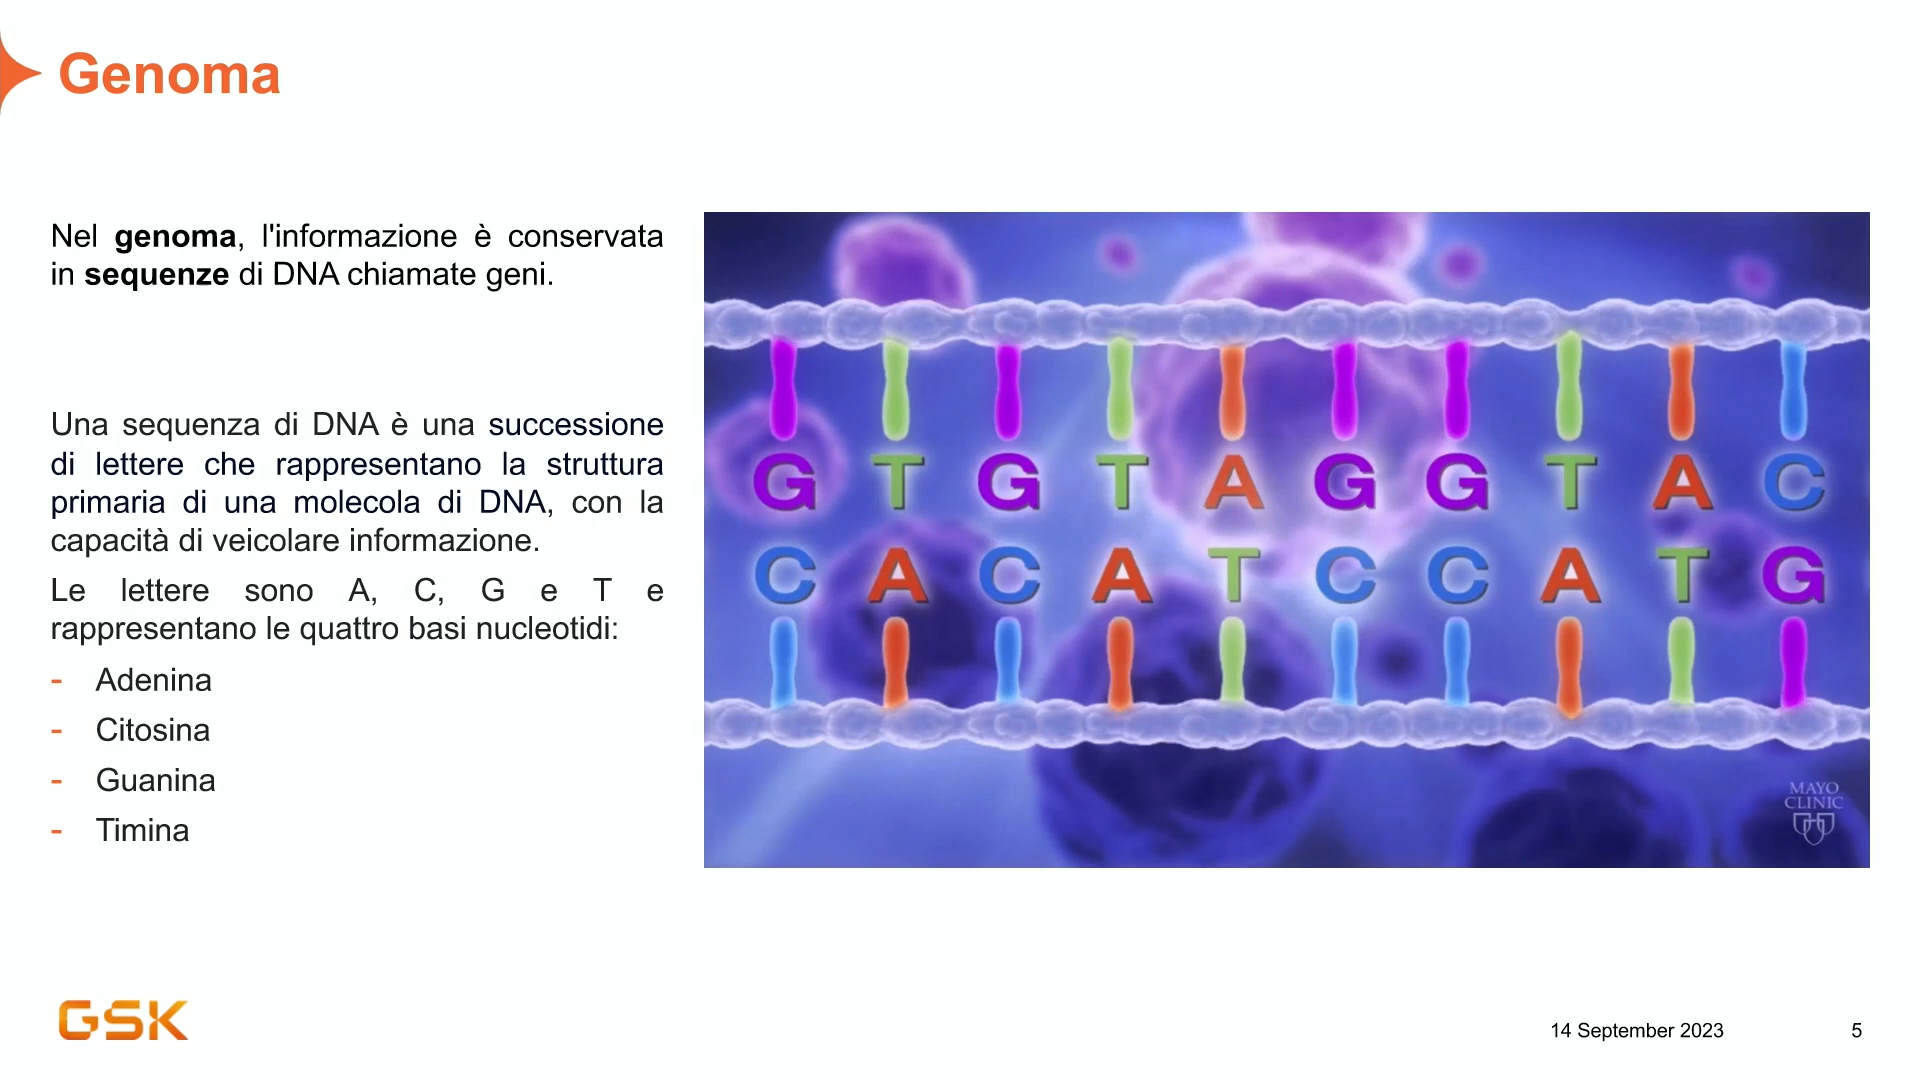 Genoma
Nel genoma, l'informazione è conservata
in sequenze di DNA chiamate geni.
Una sequenza di DNA è una successione
di lettere che rappresentano la struttura
primaria di una molecola di DNA, con la
capacità di veicolare informazione.
Le lettere sono A, C, G e T e
rappresentano le quattro basi nucleotidi:
- Adenina
- Citosina
- Guanina
- Timina
G T G T A G G T A C
C A C A T C C A T G
MAYO
CLINIC
GSK
14 September 2023
5